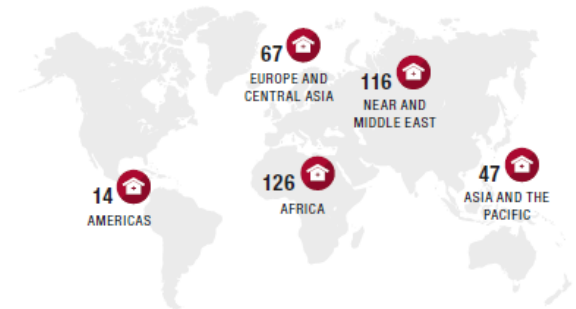 67
EUROPE AND
CENTRAL ASIA
116
NEAR AND
MIDDLE EAST
14
AMERICAS
126
AFRICA
47
ASIA AND THE
PACIFIC